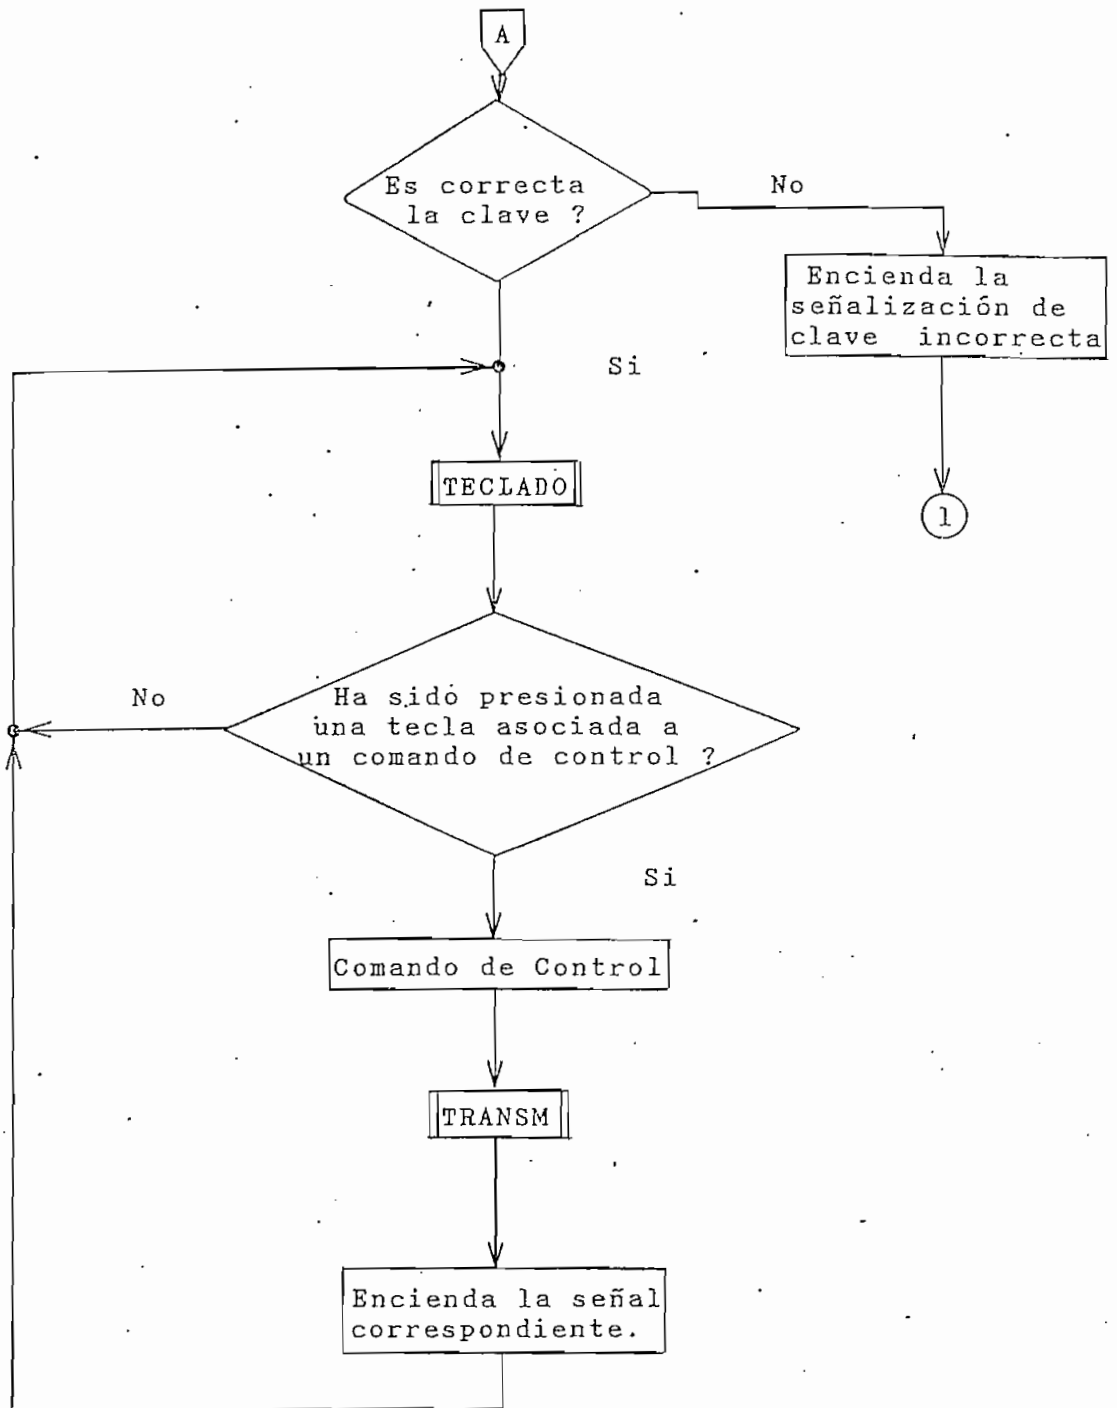 A
Es correcta
la clave ?
No
Encienda la
señalización de
clave incorrecta
Si
TECLADO
1
No
Ha sido presionada
una tecla asociada a
un comando de control ?
Si
Comando de Control
TRANSM
Encienda la señal
correspondiente.